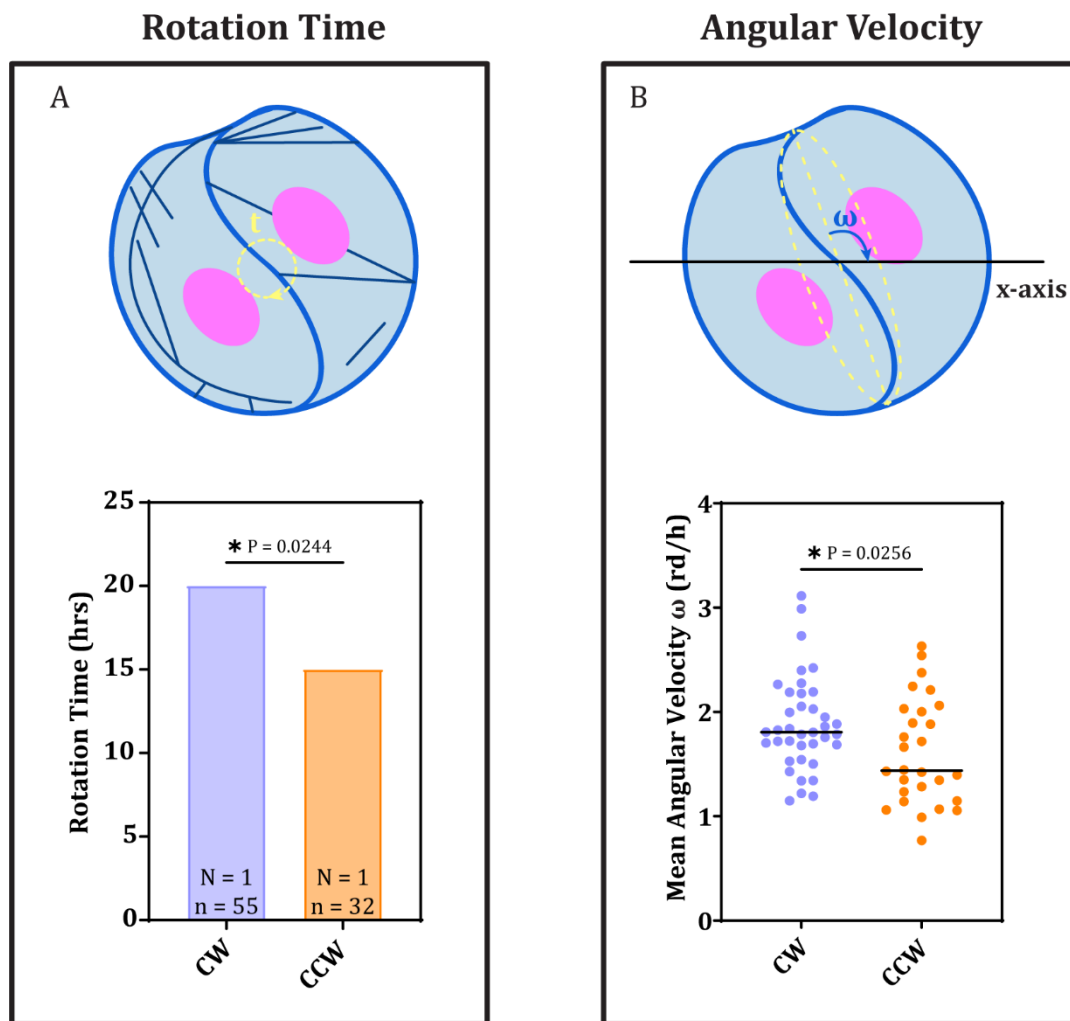 Rotation Time
Angular Velocity
A
t
25
20
15
10
5
0
Rotation Time (hrs)
* P = 0.0244
N = 1
n = 55
N = 1
n = 32
CW
CCW
B
ω
x-axis
4
3
2
1
0
Mean Angular Velocity ω (rd/h)
* P = 0.0256
CW
CCW